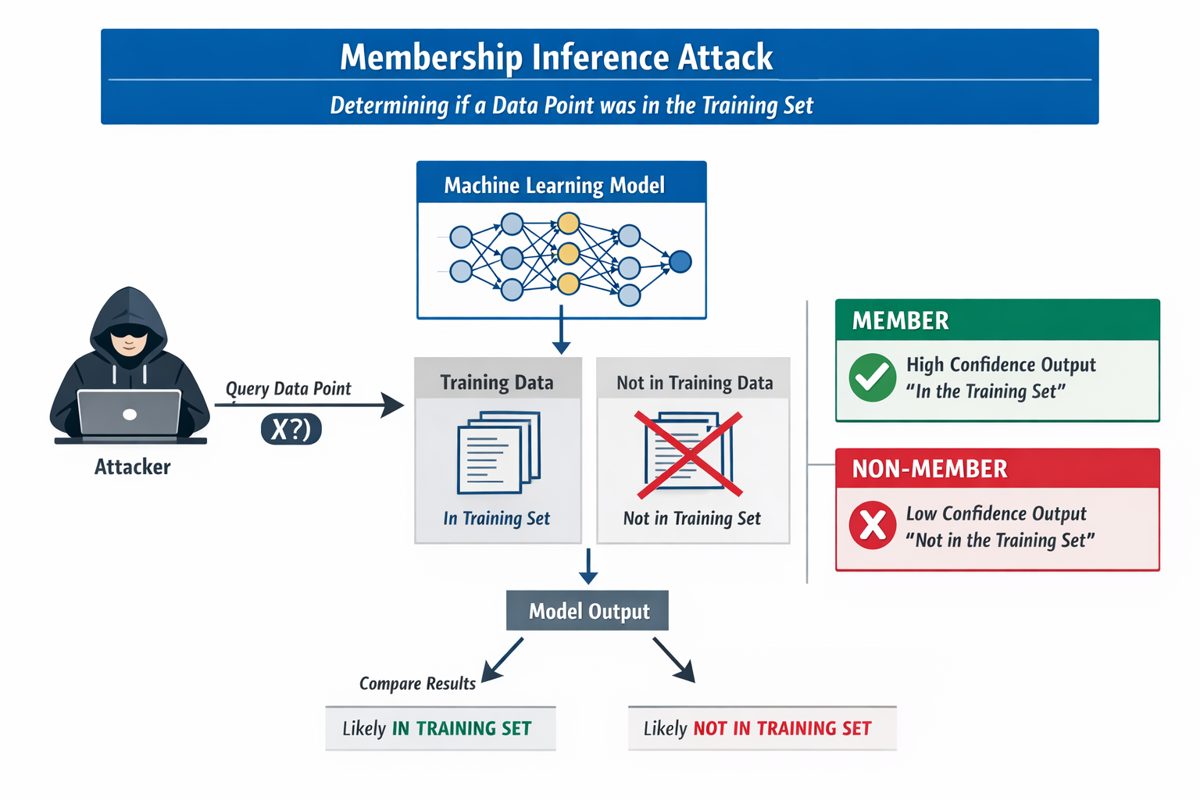 Membership Inference Attack
Determining if a Data Point was in the Training Set
Machine Learning Model
Query Data Point
X?)
Attacker
Training Data
In Training Set
Not in Training Data
Not in Training Set
MEMBER
High Confidence Output
“In the Training Set”
NON-MEMBER
Low Confidence Output
“Not in the Training Set”
Model Output
Compare Results
Likely IN TRAINING SET
Likely NOT IN TRAINING SET